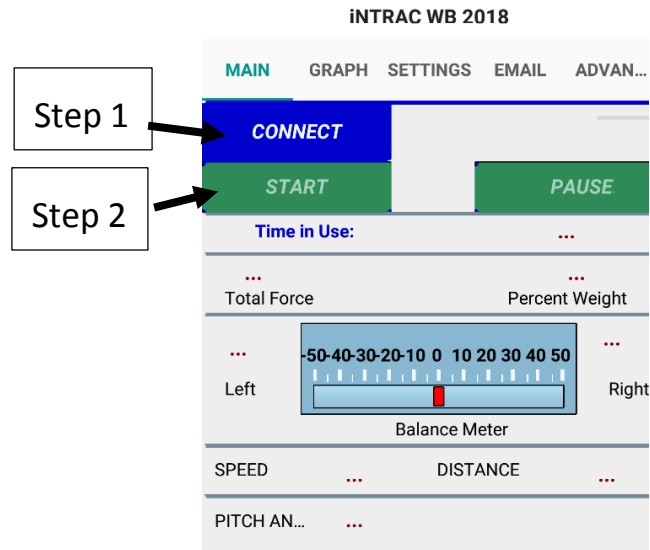 iNTRAC WB 2018
MAIN GRAPH SETTINGS EMAIL ADVAN...
Step 1
CONNECT
Step 2
START PAUSE
Time in Use: ...
... ...
Total Force Percent Weight
... -50-40-30-20-10 0 10 20 30 40 50 ...
Left Right
Balance Meter
SPEED ... DISTANCE ...
PITCH AN... ...